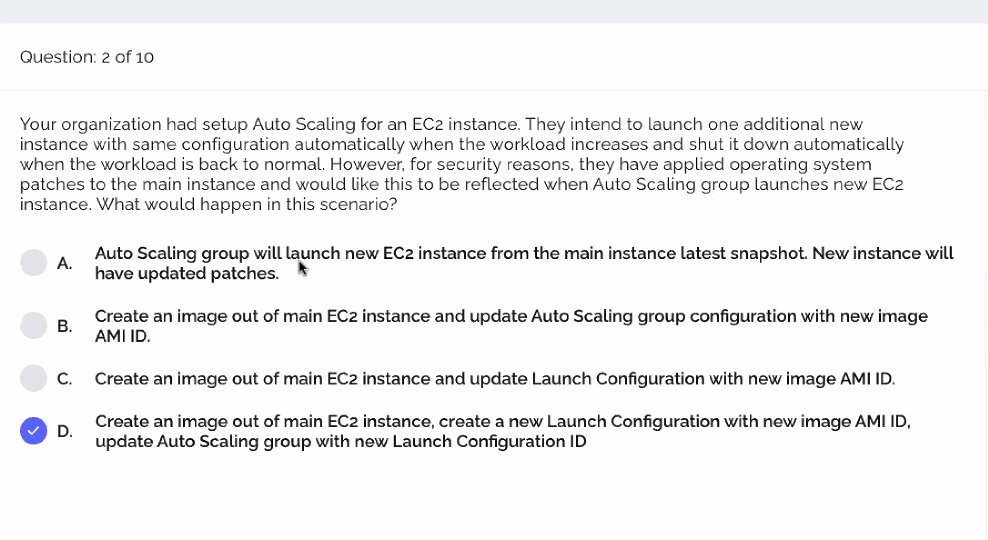 Question: 2 of 10
Your organization had setup Auto Scaling for an EC2 instance. They intend to launch one additional new
instance with same configuration automatically when the workload increases and shut it down automatically
when the workload is back to normal. However, for security reasons, they have applied operating system
patches to the main instance and would like this to be reflected when Auto Scaling group launches new EC2
instance. What would happen in this scenario?
A. Auto Scaling group will launch new EC2 instance from the main instance latest snapshot. New instance will
have updated patches.
B. Create an image out of main EC2 instance and update Auto Scaling group configuration with new image
AMI ID.
C. Create an image out of main EC2 instance and update Launch Configuration with new image AMI ID.
D. Create an image out of main EC2 instance, create a new Launch Configuration with new image AMI ID,
update Auto Scaling group with new Launch Configuration ID